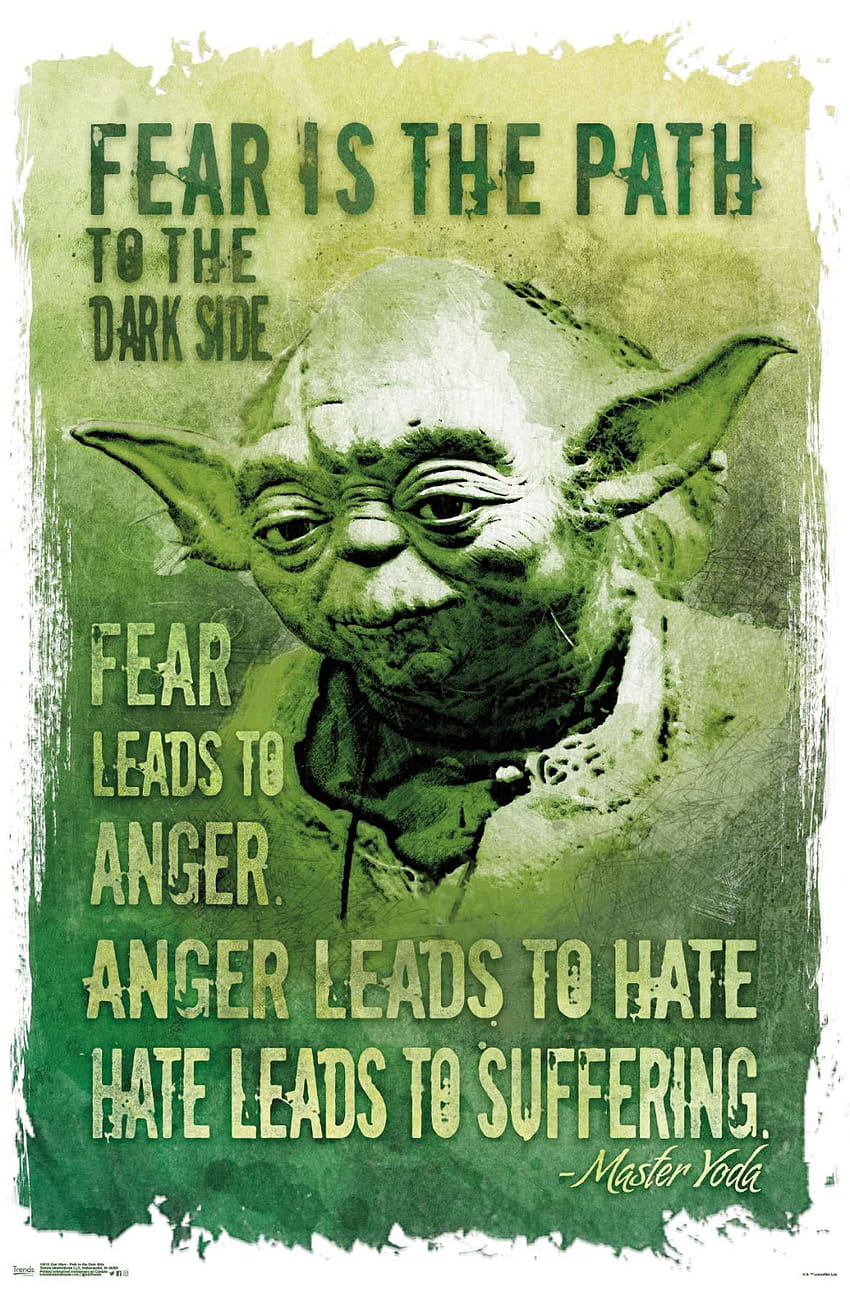 FEAR IS THE PATH
TO THE
DARK SIDE
FEAR
LEADS TO
ANGER.
ANGER LEADS TO HATE
HATE LEADS TO SUFFERING.
-Master Yoda
Trends